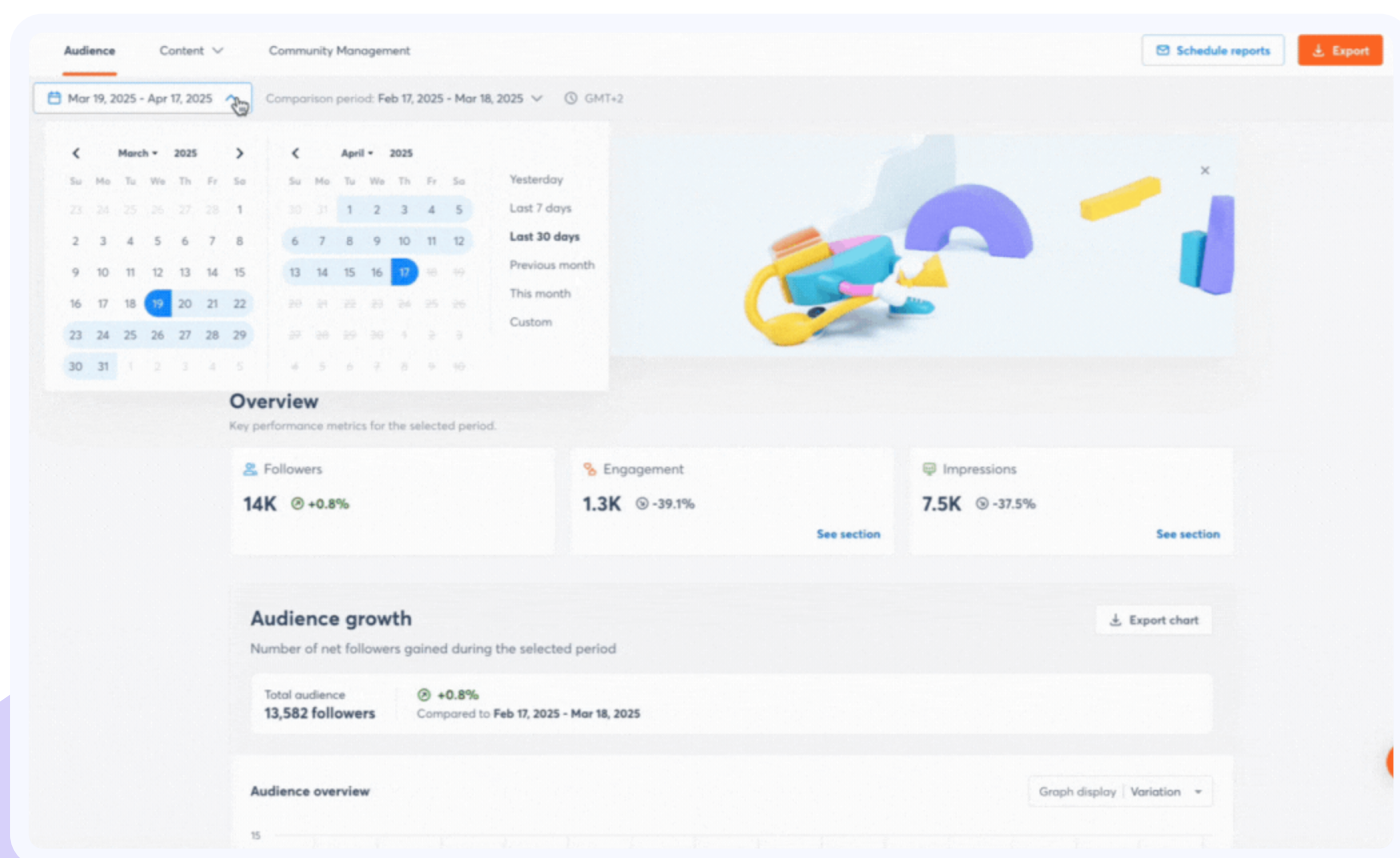 Audience Content Community Management Schedule reports Export
Mar 19, 2025 - Apr 17, 2025 Comparison period: Feb 17, 2025 - Mar 18, 2025 GMT+2
March 2025 April 2025
Su Mo Tu We Th Fr Sa Su Mo Tu We Th Fr Sa
Yesterday
23 24 25 26 27 28 1 30 31 1 2 3 4 5
Last 7 days
2 3 4 5 6 7 8 6 7 8 9 10 11 12
Last 30 days
9 10 11 12 13 14 15 13 14 15 16 17 18 19
Previous month
16 17 18 19 20 21 22 20 21 22 23 24 25 26
This month
23 24 25 26 27 28 29 27 28 29 30 1 2 3
Custom
30 31 1 2 3 4 5 4 5 6 7 8 9 10
Overview
Key performance metrics for the selected period.
Followers Engagement Impressions
14K +0.8% 1.3K -39.1% 7.5K -37.5%
See section See section
Audience growth Export chart
Number of net followers gained during the selected period
Total audience +0.8%
13,582 followers Compared to Feb 17, 2025 - Mar 18, 2025
Audience overview Graph display Variation
15